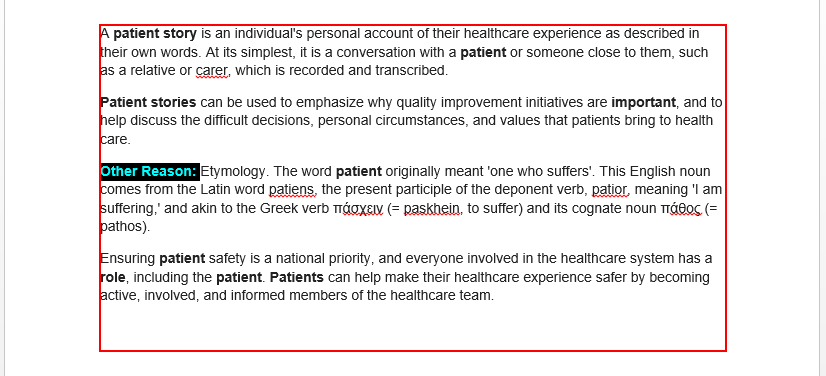 A patient story is an individual's personal account of their healthcare experience as described in
their own words. At its simplest, it is a conversation with a patient or someone close to them, such
as a relative or carer, which is recorded and transcribed.
Patient stories can be used to emphasize why quality improvement initiatives are important, and to
help discuss the difficult decisions, personal circumstances, and values that patients bring to health
care.
Other Reason: Etymology. The word patient originally meant 'one who suffers'. This English noun
comes from the Latin word patiens, the present participle of the deponent verb, patior, meaning 'I am
suffering,' and akin to the Greek verb πάσχειν (= paskhein, to suffer) and its cognate noun πάθος (=
pathos).
Ensuring patient safety is a national priority, and everyone involved in the healthcare system has a
role, including the patient. Patients can help make their healthcare experience safer by becoming
active, involved, and informed members of the healthcare team.